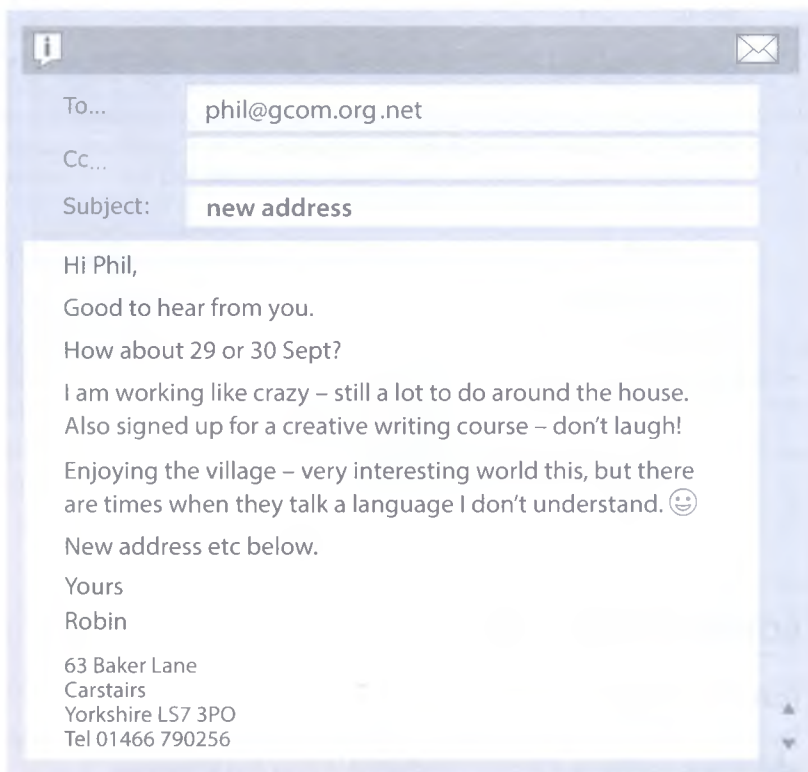 To...
phil@gcom.org.net
Cc...
Subject:
new address
Hi Phil,
Good to hear from you.
How about 29 or 30 Sept?
I am working like crazy – still a lot to do around the house.
Also signed up for a creative writing course – don't laugh!
Enjoying the village – very interesting world this, but there
are times when they talk a language I don't understand. 😀
New address etc below.
Yours
Robin
63 Baker Lane
Carstairs
Yorkshire LS7 3PO
Tel 01466 790256